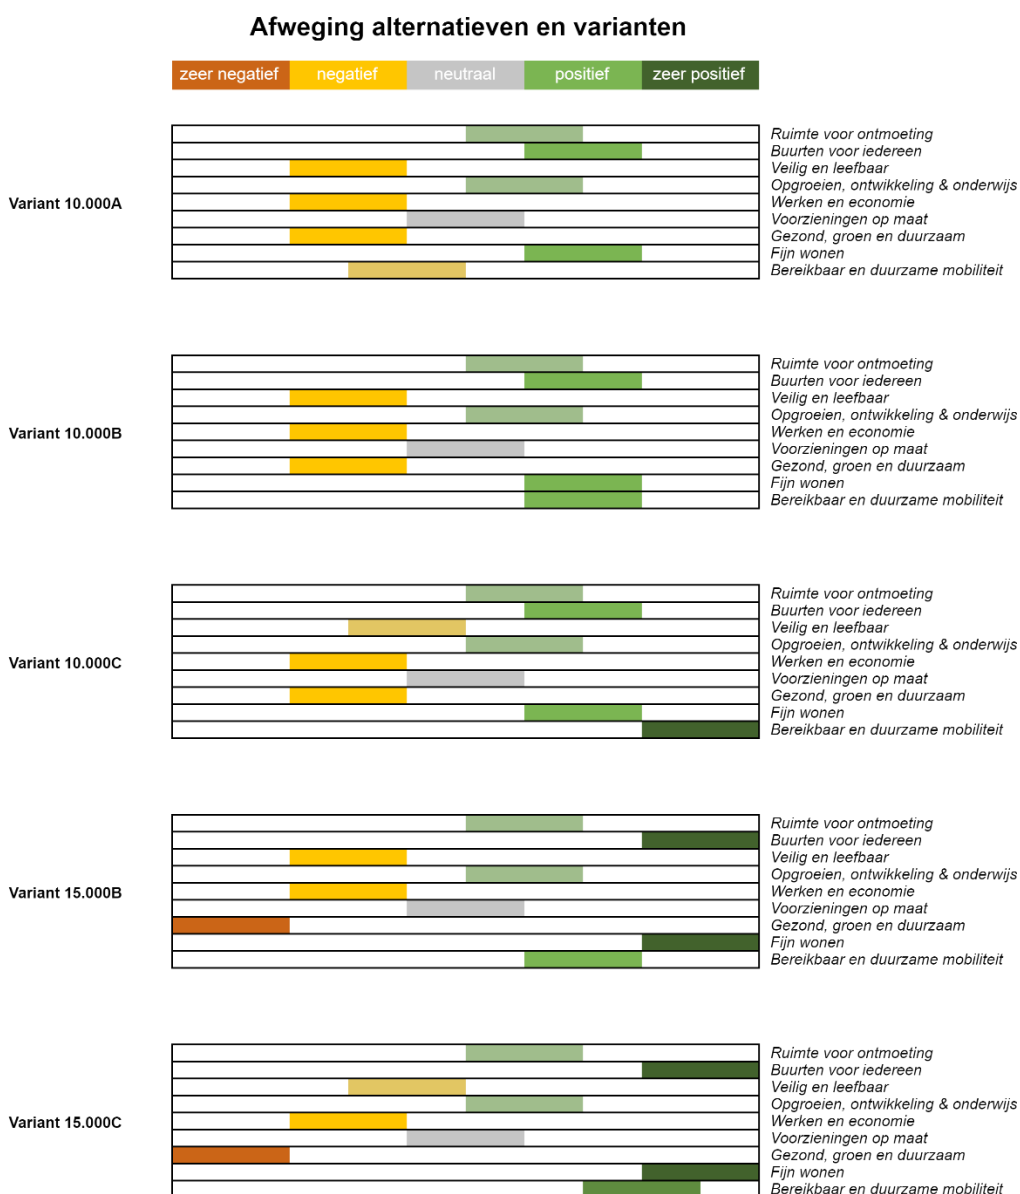 Afweging alternatieven en varianten
zeer negatief negatief neutraal positief zeer positief
Ruimte voor ontmoeting
Buurten voor iedereen
Veilig en leefbaar
Opgroeien, ontwikkeling & onderwijs
Variant 10.000A Werken en economie
Voorzieningen op maat
Gezond, groen en duurzaam
Fijn wonen
Bereikbaar en duurzame mobiliteit
Ruimte voor ontmoeting
Buurten voor iedereen
Veilig en leefbaar
Opgroeien, ontwikkeling & onderwijs
Variant 10.000B Werken en economie
Voorzieningen op maat
Gezond, groen en duurzaam
Fijn wonen
Bereikbaar en duurzame mobiliteit
Ruimte voor ontmoeting
Buurten voor iedereen
Veilig en leefbaar
Opgroeien, ontwikkeling & onderwijs
Variant 10.000C Werken en economie
Voorzieningen op maat
Gezond, groen en duurzaam
Fijn wonen
Bereikbaar en duurzame mobiliteit
Ruimte voor ontmoeting
Buurten voor iedereen
Veilig en leefbaar
Opgroeien, ontwikkeling & onderwijs
Variant 15.000B Werken en economie
Voorzieningen op maat
Gezond, groen en duurzaam
Fijn wonen
Bereikbaar en duurzame mobiliteit
Ruimte voor ontmoeting
Buurten voor iedereen
Veilig en leefbaar
Opgroeien, ontwikkeling & onderwijs
Variant 15.000C Werken en economie
Voorzieningen op maat
Gezond, groen en duurzaam
Fijn wonen
Bereikbaar en duurzame mobiliteit